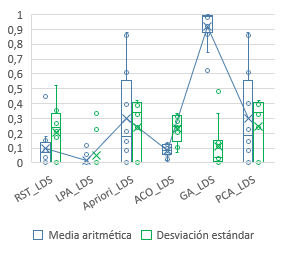 1
0,9
0,8
0,7
0,6
0,5
0,4
0,3
0,2
0,1
0
RST_LDS
LPA_LDS
Apriori_LDS
ACO_LDS
GA_LDS
PCA_LDS
Media aritmética Desviación estándar